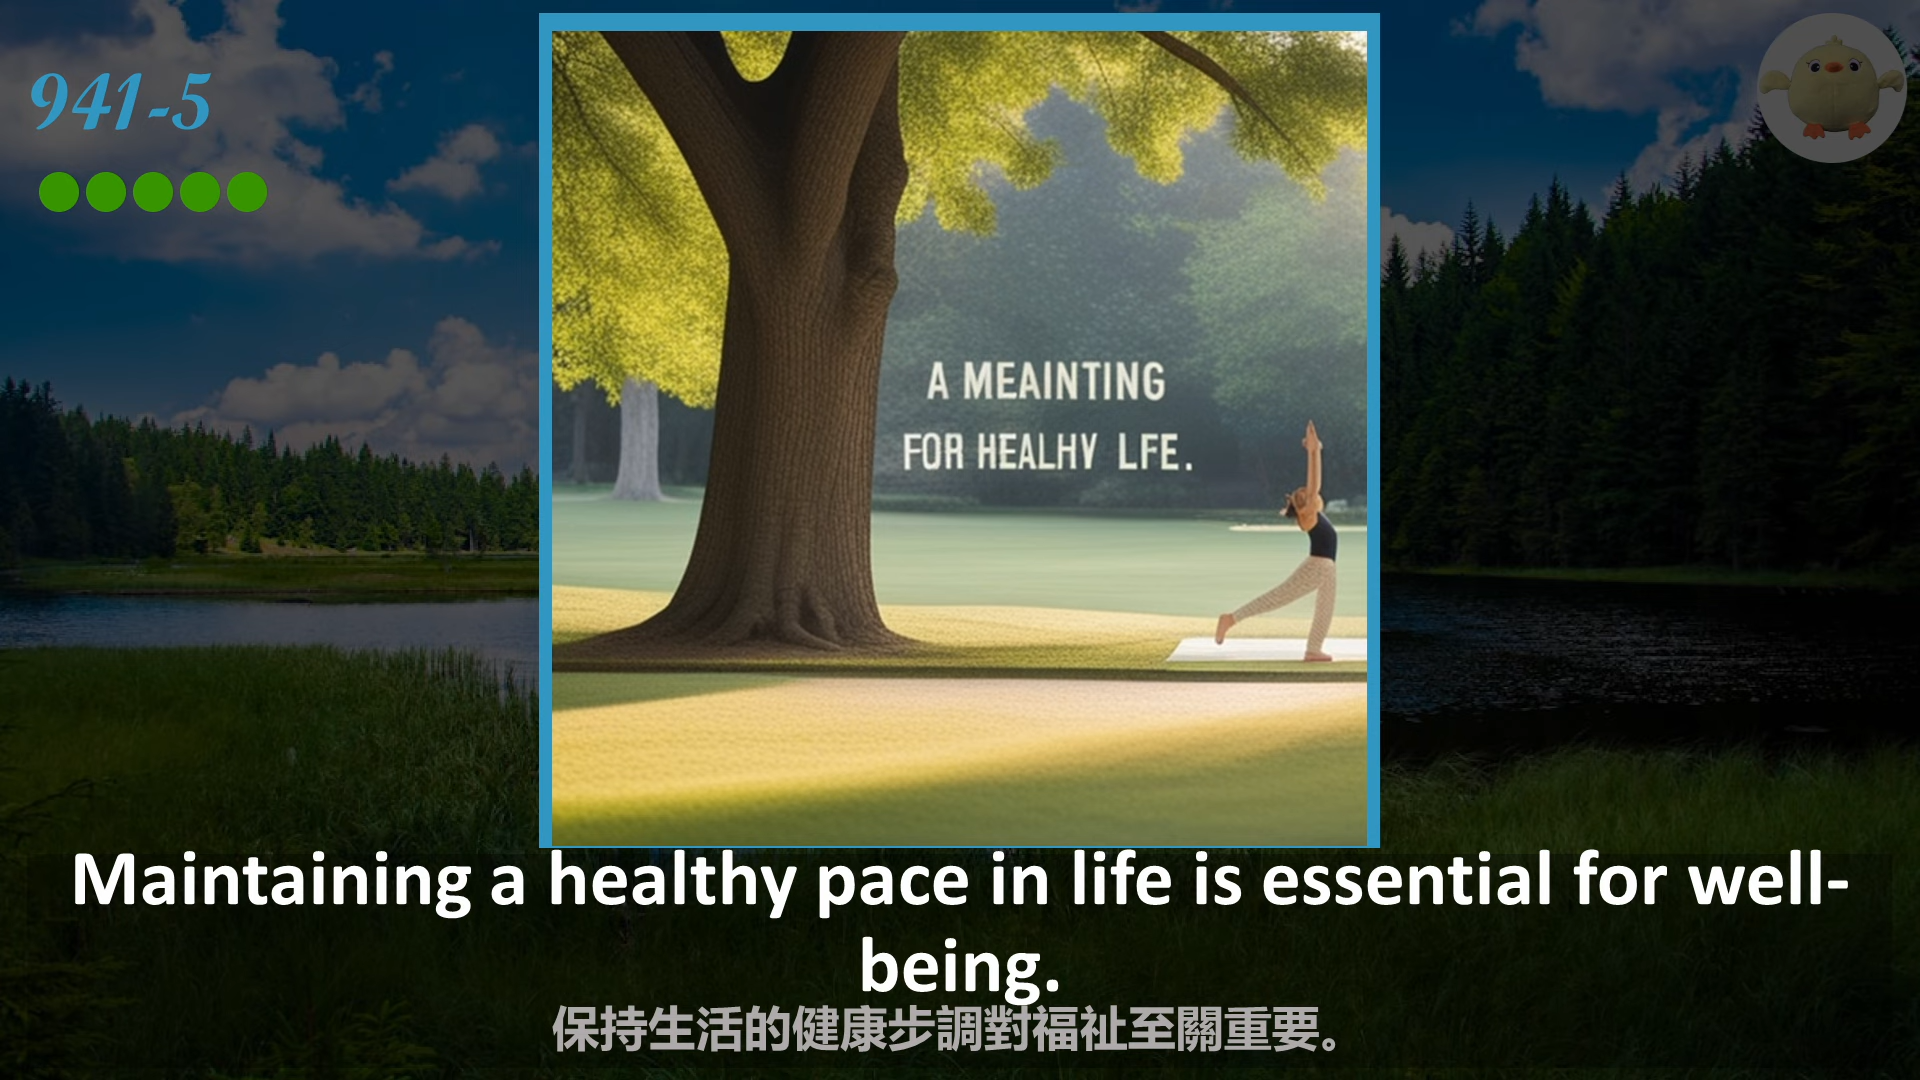 941-5
A MEAINTING
FOR HEALHV LFE.
Maintaining a healthy pace in life is essential for well-
being.
保持生活的健康步調對福祉至關重要。